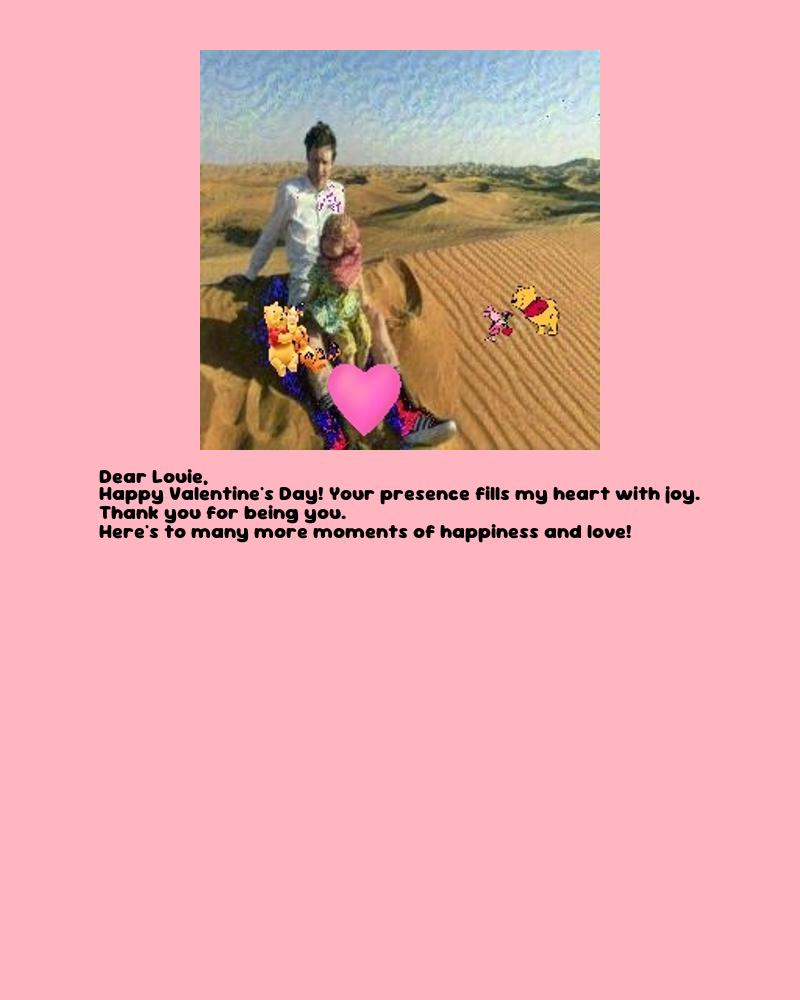 Dear Louie,
Happy Valentine's Day! Your presence fills my heart with joy.
Thank you for being you.
Here's to many more moments of happiness and love!